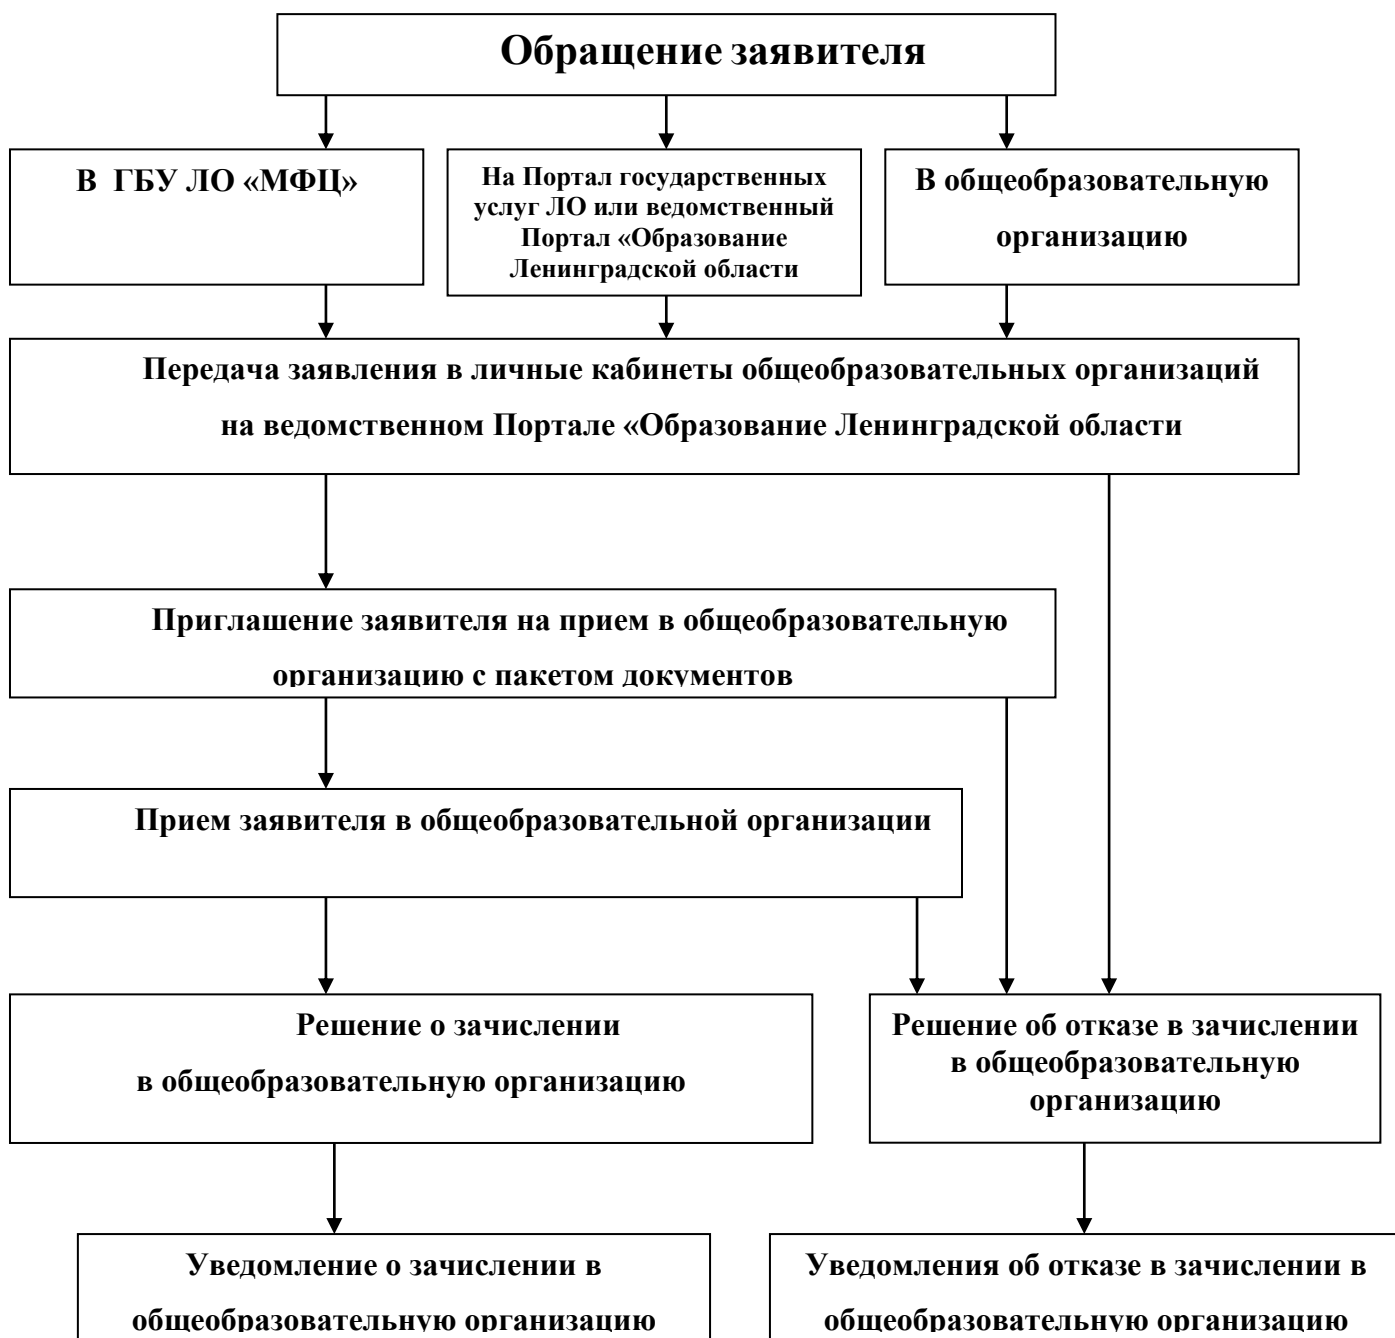 Обращение заявителя
В ГБУ ЛО «МФЦ»
На Портал государственных
услуг ЛО или ведомственный
Портал «Образование
Ленинградской области
В общеобразовательную
организацию
Передача заявления в личные кабинеты общеобразовательных организаций
на ведомственном Портале «Образование Ленинградской области
Приглашение заявителя на прием в общеобразовательную
организацию с пакетом документов
Прием заявителя в общеобразовательной организации
Решение о зачислении
в общеобразовательную организацию
Решение об отказе в зачислении
в общеобразовательную
организацию
Уведомление о зачислении в
общеобразовательную организацию
Уведомления об отказе в зачислении в
общеобразовательную организацию